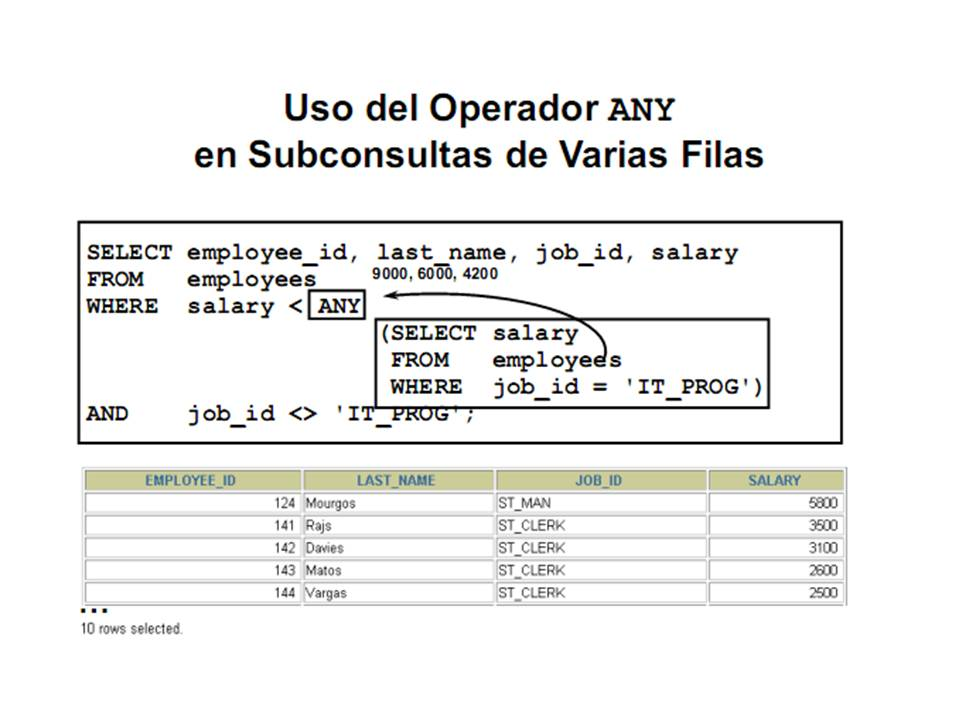 Uso del Operador ANY
en Subconsultas de Varias Filas
SELECT employee_id, last_name, job_id, salary
FROM employees
9000, 6000, 4200
WHERE salary < ANY
(SELECT salary
FROM employees
WHERE job_id = 'IT_PROG')
AND job_id <> 'IT_PROG';
EMPLOYEE_ID LAST_NAME JOB_ID SALARY
124 Mourgos ST_MAN 5800
141 Rajs ST_CLERK 3500
142 Davies ST_CLERK 3100
143 Matos ST_CLERK 2600
144 Vargas ST_CLERK 2500
...
10 rows selected.